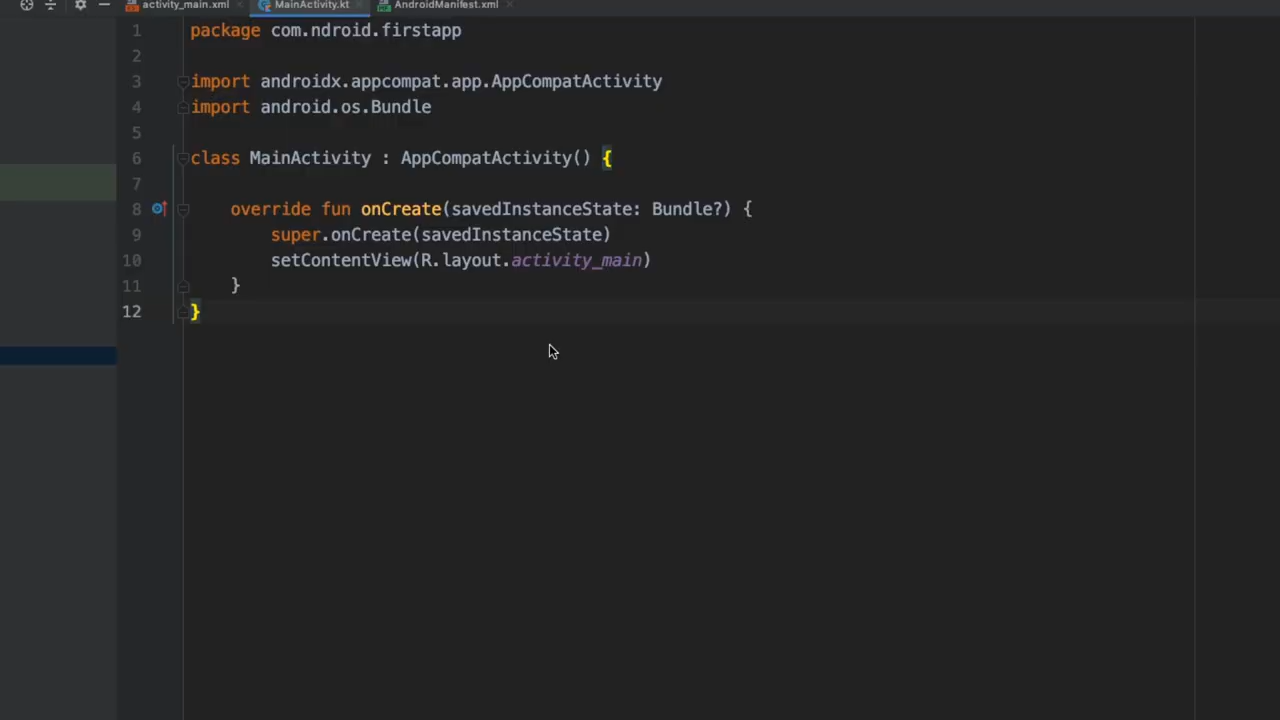 activity_main.xml MainActivity.kt AndroidManifest.xml
1 package com.ndroid.firstapp
2
3 import androidx.appcompat.app.AppCompatActivity
4 import android.os.Bundle
5
6 class MainActivity : AppCompatActivity() {
7
8 override fun onCreate(savedInstanceState: Bundle?) {
9 super.onCreate(savedInstanceState)
10 setContentView(R.layout.activity_main)
11 }
12 }